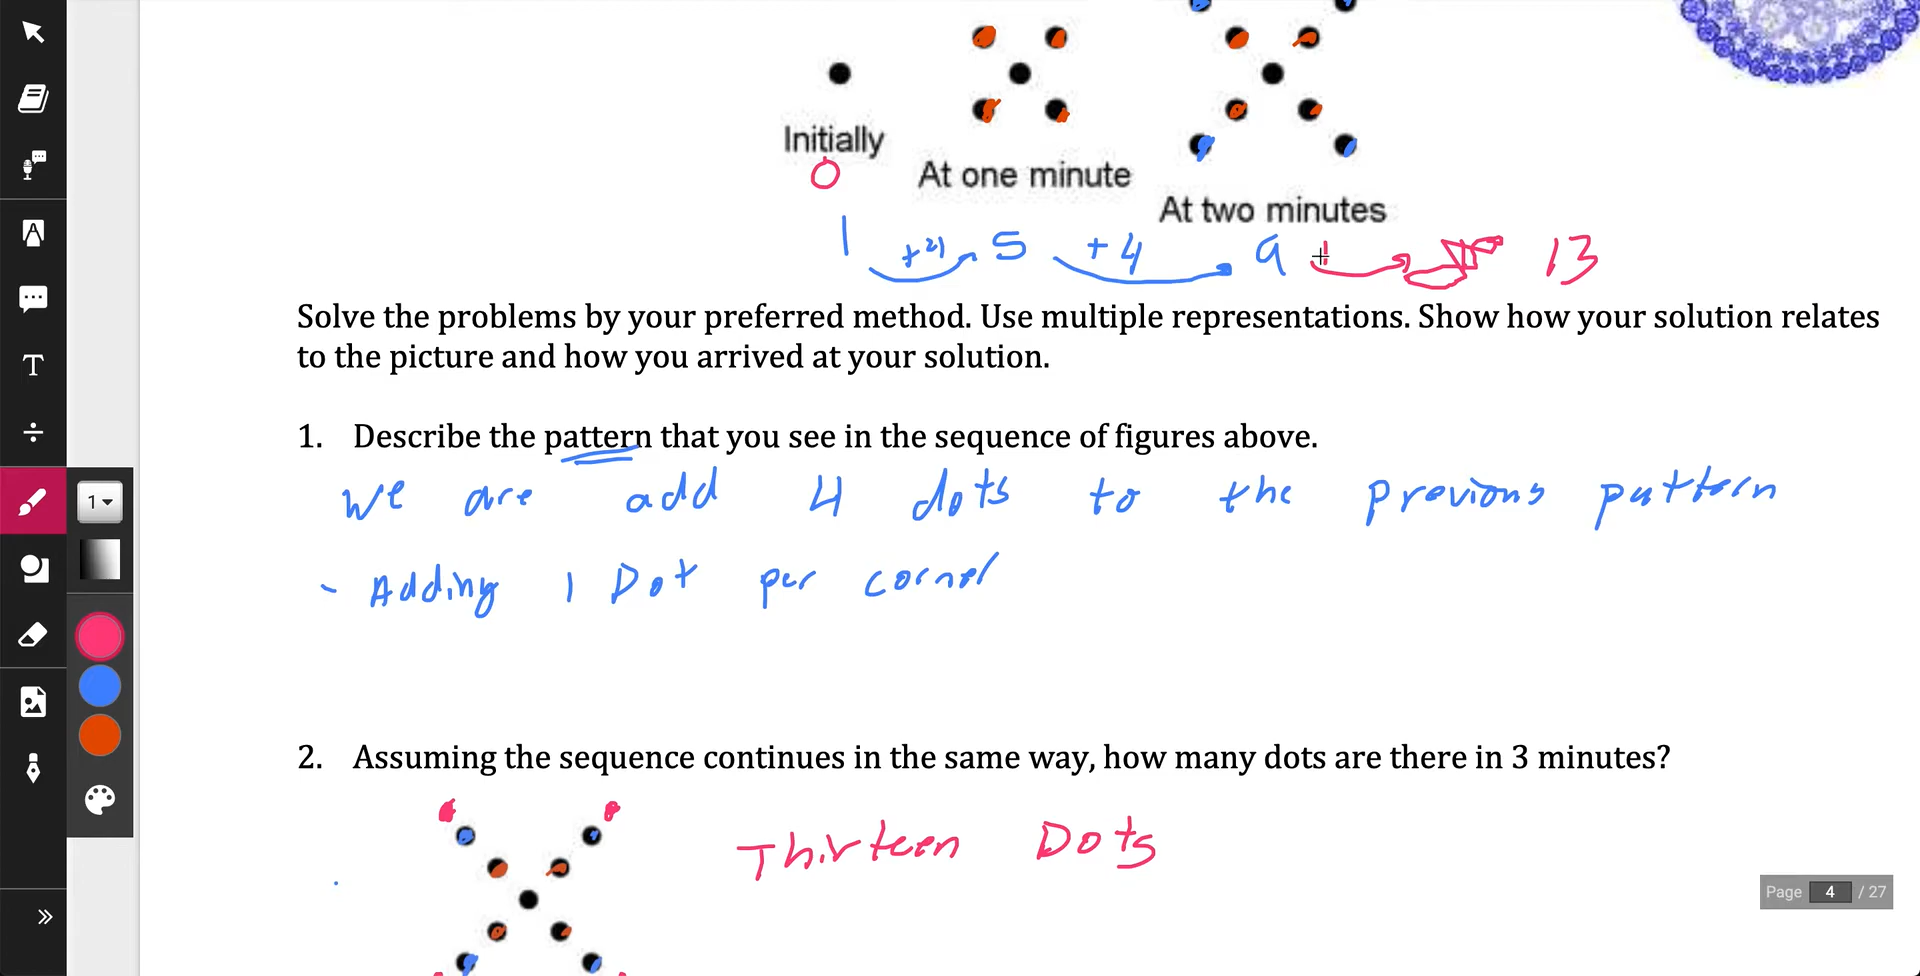 Initially
0
At one minute
At two minutes
1 +4 5 +4 9 13
Solve the problems by your preferred method. Use multiple representations. Show how your solution relates
to the picture and how you arrived at your solution.
1. Describe the pattern that you see in the sequence of figures above.
We are add 4 dots to the previous pattern
- Adding 1 Dot per corner
2. Assuming the sequence continues in the same way, how many dots are there in 3 minutes?
Thirteen Dots
1
T
Page 4 / 27